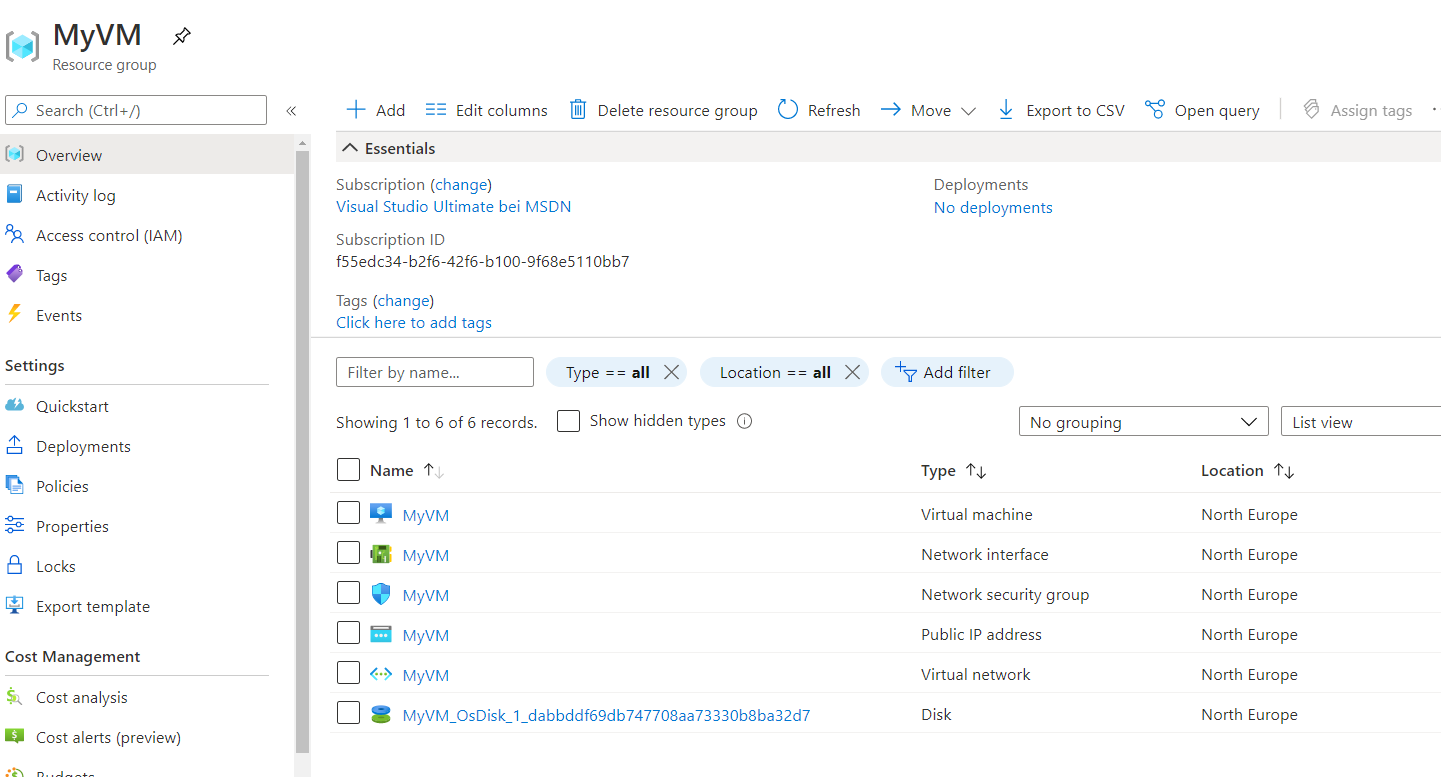 MyVM
Resource group
Search (Ctrl+/)
«
Overview
Activity log
Access control (IAM)
Tags
Events
Settings
Quickstart
Deployments
Policies
Properties
Locks
Export template
Cost Management
Cost analysis
Cost alerts (preview)
Budgets
Add Edit columns Delete resource group Refresh Move Export to CSV Open query Assign tags
Essentials
Subscription (change)
Visual Studio Ultimate bei MSDN
Subscription ID
f55edc34-b2f6-42f6-b100-9f68e5110bb7
Tags (change)
Click here to add tags
Deployments
No deployments
Filter by name... Type == all Location == all Add filter
Showing 1 to 6 of 6 records. Show hidden types No grouping List view
Name Type Location
MyVM Virtual machine North Europe
MyVM Network interface North Europe
MyVM Network security group North Europe
MyVM Public IP address North Europe
MyVM Virtual network North Europe
MyVM_OsDisk_1_dabbddf69db747708aa73330b8ba32d7 Disk North Europe